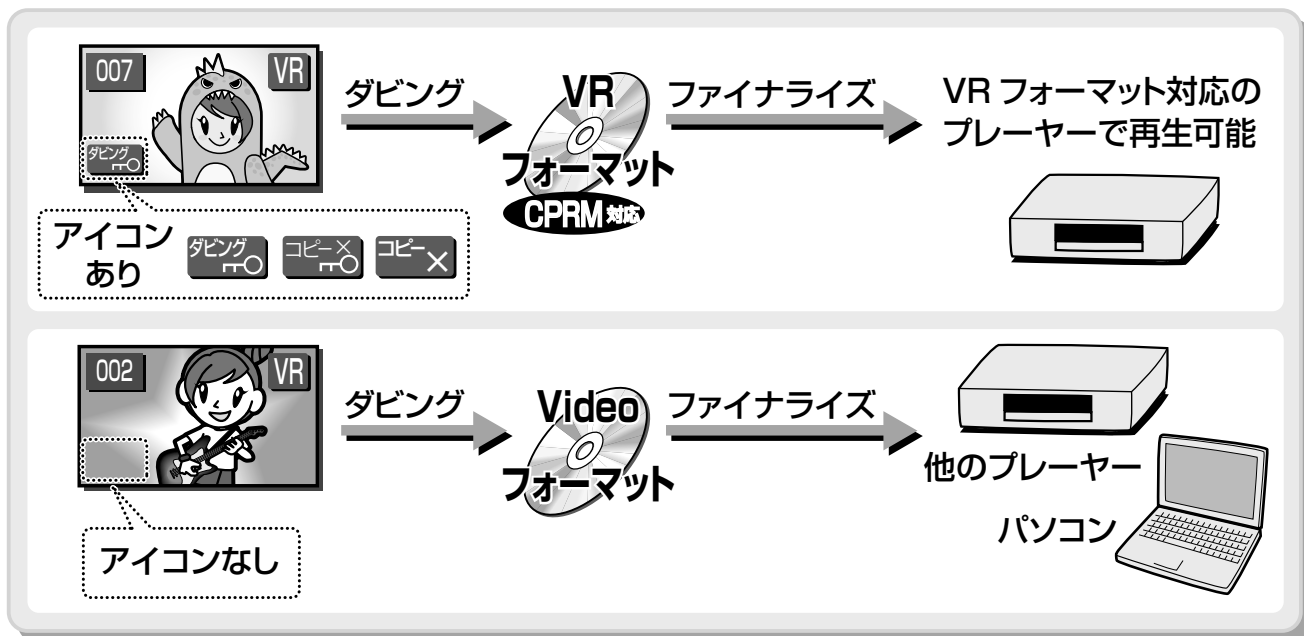 007
VR
ダビング
ダビング
VR
フォーマット
CPRM対応
ファイナライズ
VR フォーマット対応の
プレーヤーで再生可能
アイコン
あり
ダビング
コピー×
コピー×
002
VR
ダビング
Video
フォーマット
ファイナライズ
他のプレーヤー
パソコン
アイコンなし